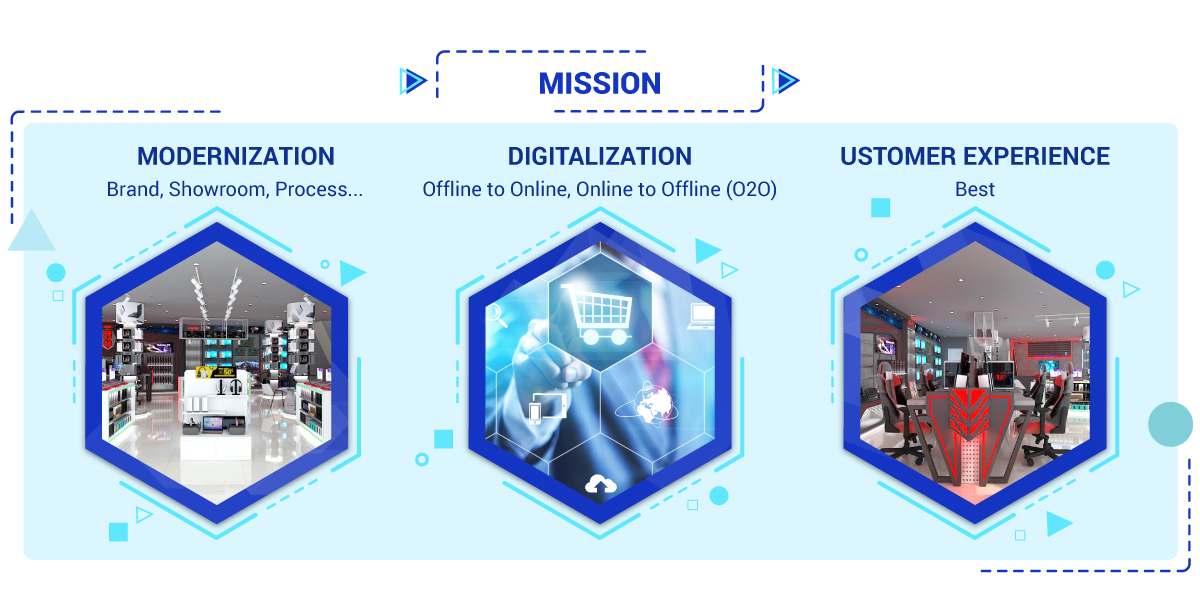 MISSION
MODERNIZATION
Brand, Showroom, Process...
DIGITALIZATION
Offline to Online, Online to Offline (O2O)
USTOMER EXPERIENCE
Best